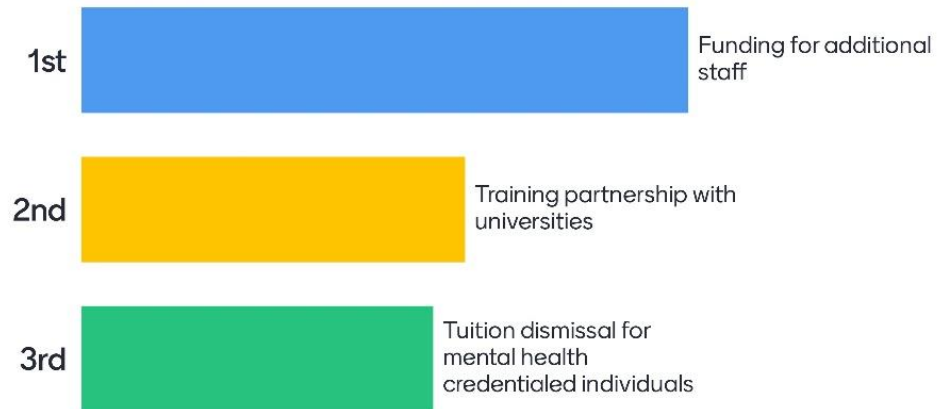 1st
Funding for additional
staff
2nd
Training partnership with
universities
3rd
Tuition dismissal for
mental health
credentialed individuals